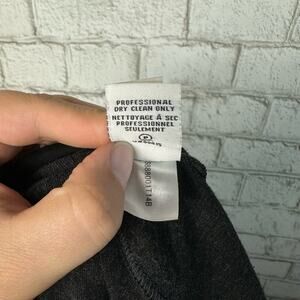 PROFESSIONAL
DRY CLEAN ONLY
NETTOYAGE À SEC
PROFESSIONNEL
SEULEMENT
P